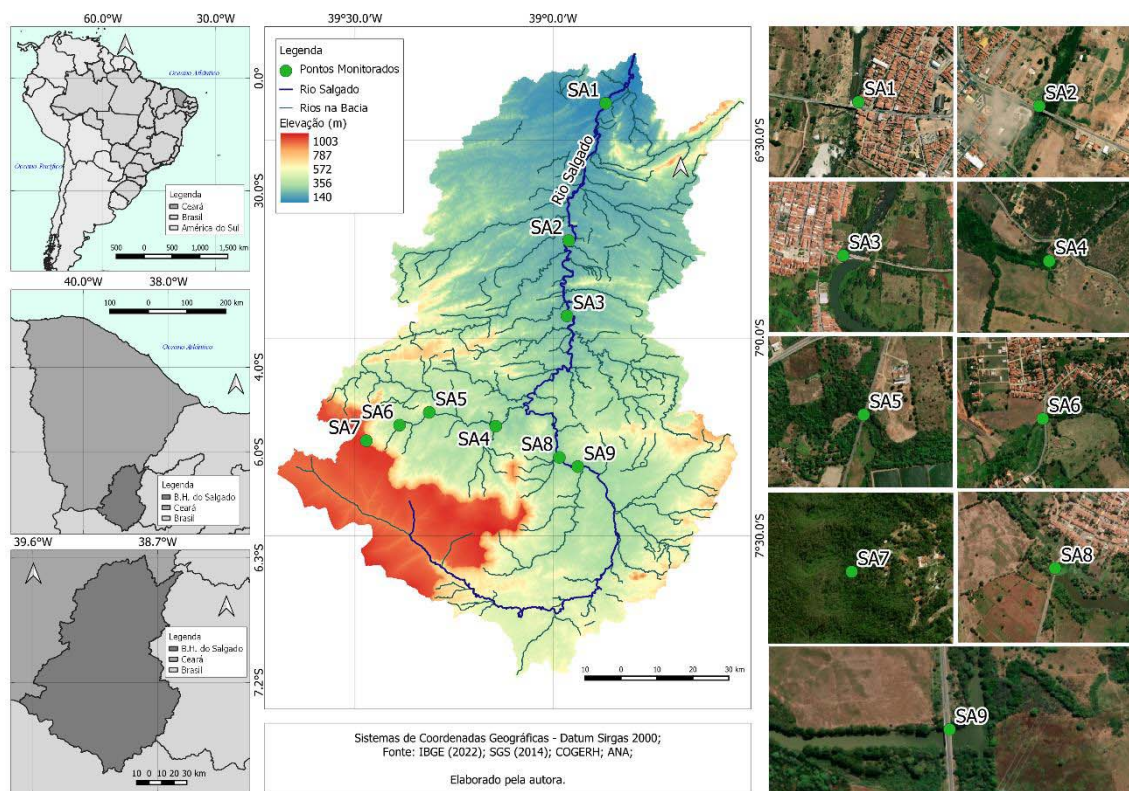 60.0°W
30.0°W
Oceano Atlântico
0.0°
Oceano Pacífico
30.0°S
Legenda
Ceará
Brasil
América do Sul
500 0 500 1,000 1,500 km
40.0°W
38.0°W
100 0 100 200 km
Oceano Atlântico
4.0°S
6.0°S
Legenda
B.H. do Salgado
Ceará
Brasil
39.6°W
38.7°W
6.3°S
Legenda
B.H. do Salgado
Ceará
Brasil
7.2°S
10 0 10 20 30 km
39°30.0'W
39°0.0'W
Legenda
Pontos Monitorados
Rio Salgado
Rios na Bacia
Elevação (m)
1003
787
572
356
140
SA1
6°30.0'S
Rio Salgado
SA2
SA3
7°0.0'S
SA5
SA6
SA7
SA4
SA8
SA9
7°30.0'S
10 0 10 20 30 km
Sistemas de Coordenadas Geográficas - Datum Sirgas 2000;
Fonte: IBGE (2022); SGS (2014); COGERH; ANA;
Elaborado pela autora.
SA1
SA2
SA3
SA4
SA5
SA6
SA7
SA8
SA9